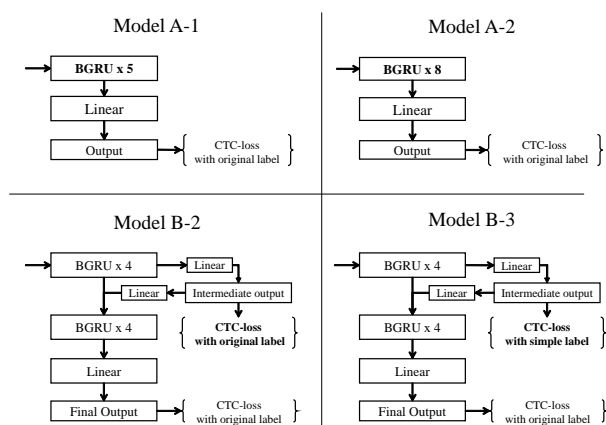 Model A-1
BGRU x 5
Linear
Output
CTC-loss
with original label
Model A-2
BGRU x 8
Linear
Output
CTC-loss
with original label
Model B-2
BGRU x 4
Linear
Linear
Intermediate output
BGRU x 4
CTC-loss
with original label
Linear
Final Output
CTC-loss
with original label
Model B-3
BGRU x 4
Linear
Linear
Intermediate output
BGRU x 4
CTC-loss
with simple label
Linear
Final Output
CTC-loss
with original label